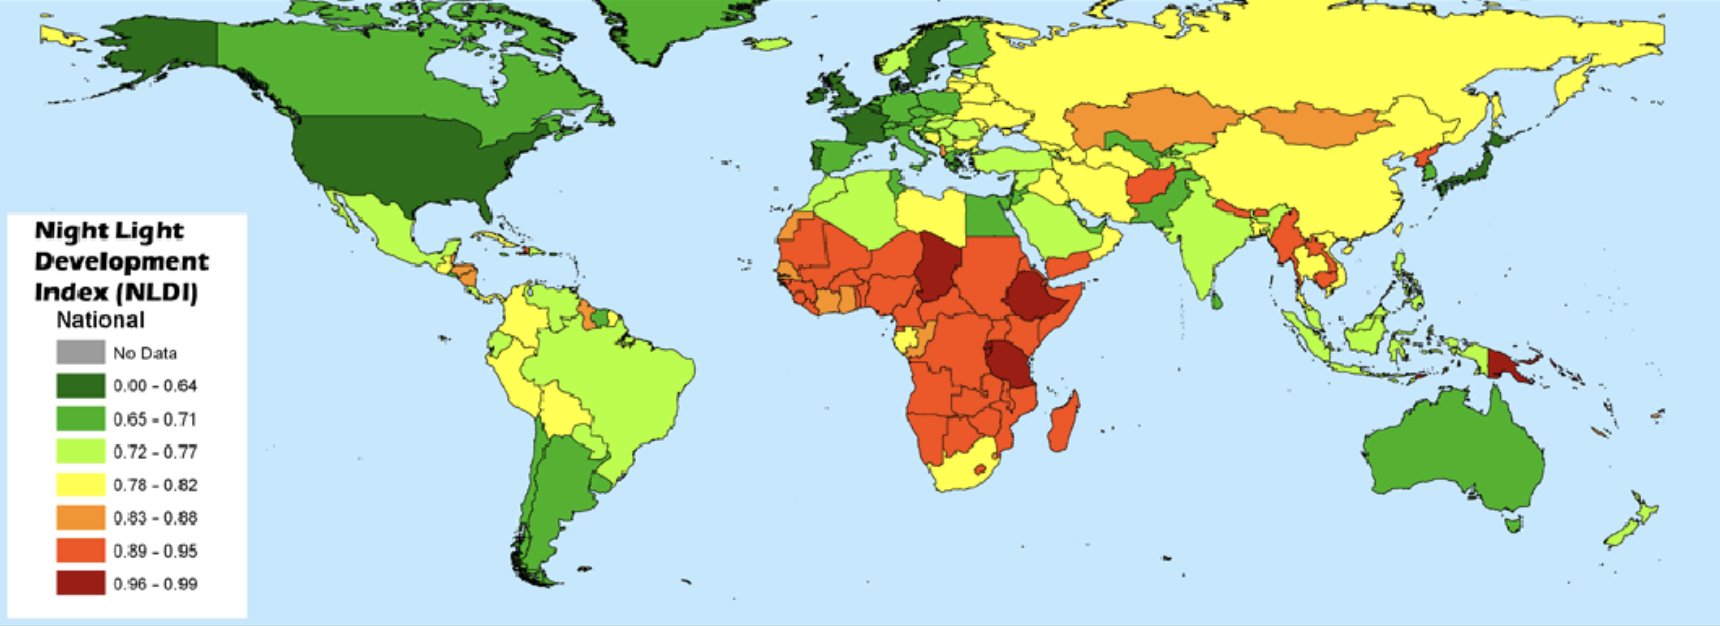 Night Light
Development
Index (NLDI)
National
No Data
0.00 - 0.64
0.65 - 0.71
0.72 - 0.77
0.78 - 0.82
0.83 - 0.88
0.89 - 0.95
0.96 - 0.99